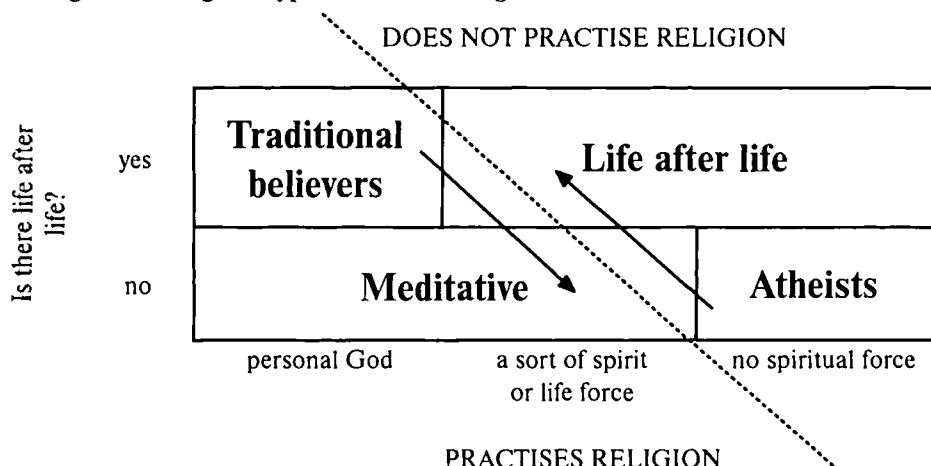 DOES NOT PRACTISE RELIGION
Is there life after
life?
yes
Traditional
believers
Life after life
no
Meditative
Atheists
personal God
a sort of spirit
or life force
no spiritual force
PRACTISES RELIGION